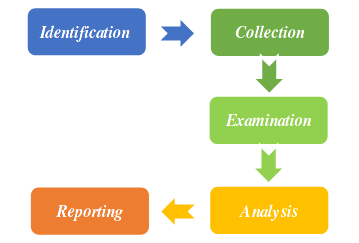 Identification
Collection
Examination
Analysis
Reporting